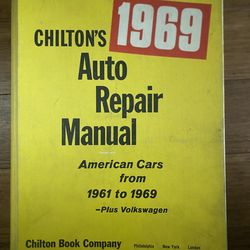 1969
CHILTON'S
Auto
Repair
Manual
American Cars
from
1961 to 1969
–Plus Volkswagen
Chilton Book Company
Philadelphia New York London